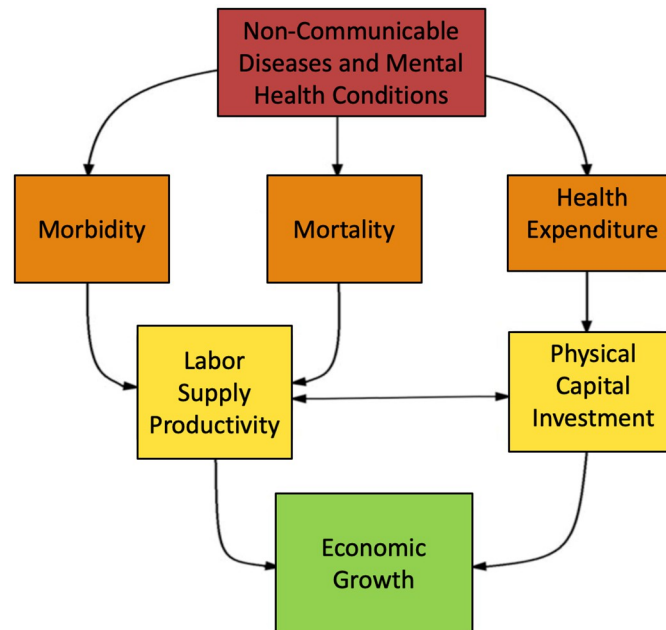 Non-Communicable
Diseases and Mental
Health Conditions
Morbidity
Mortality
Health
Expenditure
Labor
Supply
Productivity
Physical
Capital
Investment
Economic
Growth